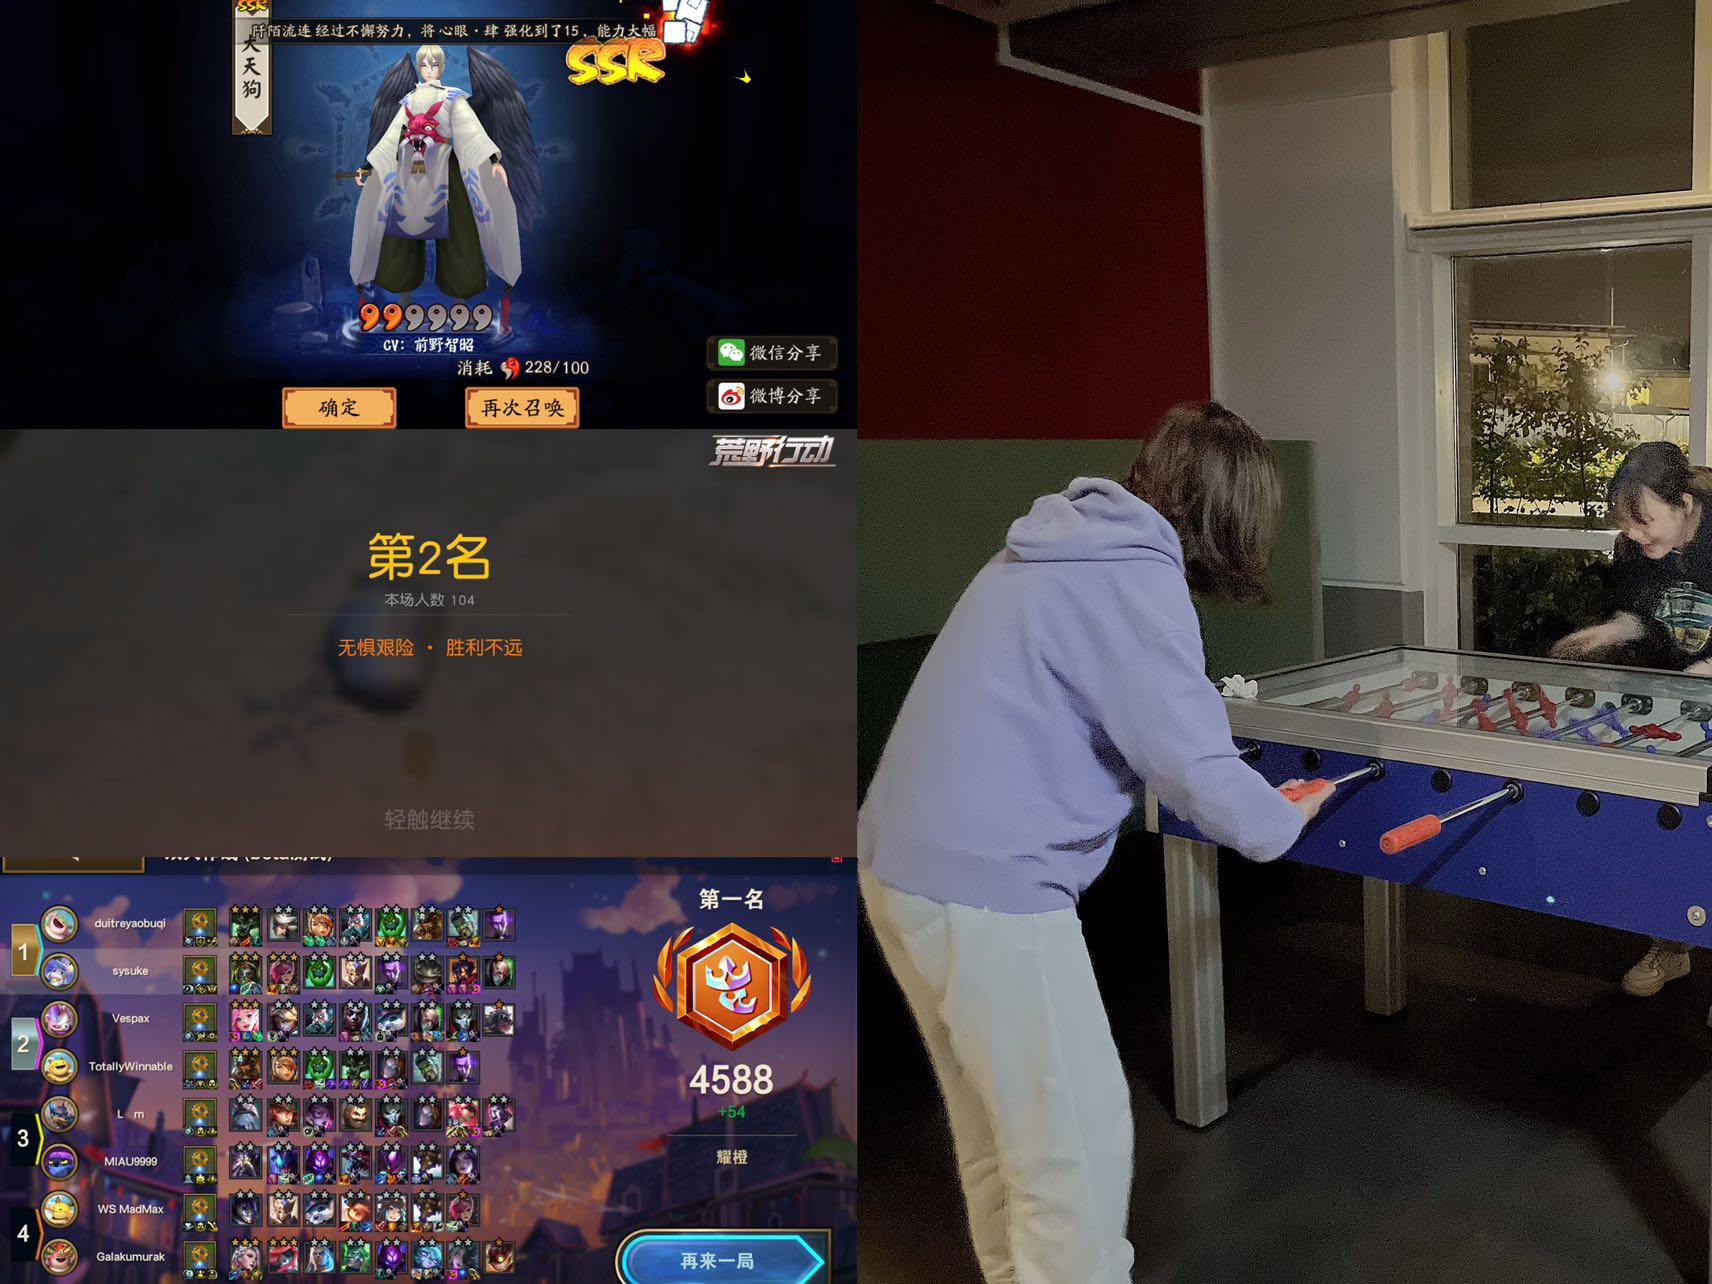 SSR
大天狗
阡陌流连 经过不懈努力，将 心眼·肆 强化到了15，能力大幅
SSR
CV：前野智昭
消耗 228/100
微信分享
微博分享
确定
再次召唤
荒野行动
第2名
本场人数 104
无惧艰险 · 胜利不远
轻触继续
第一名
1
duitreyaobuqi
sysuke
2
Vespax
TotallyWinnable
3
L m
MIAU9999
4
WS MadMax
Galakumurak
4588
+54
耀橙
再来一局